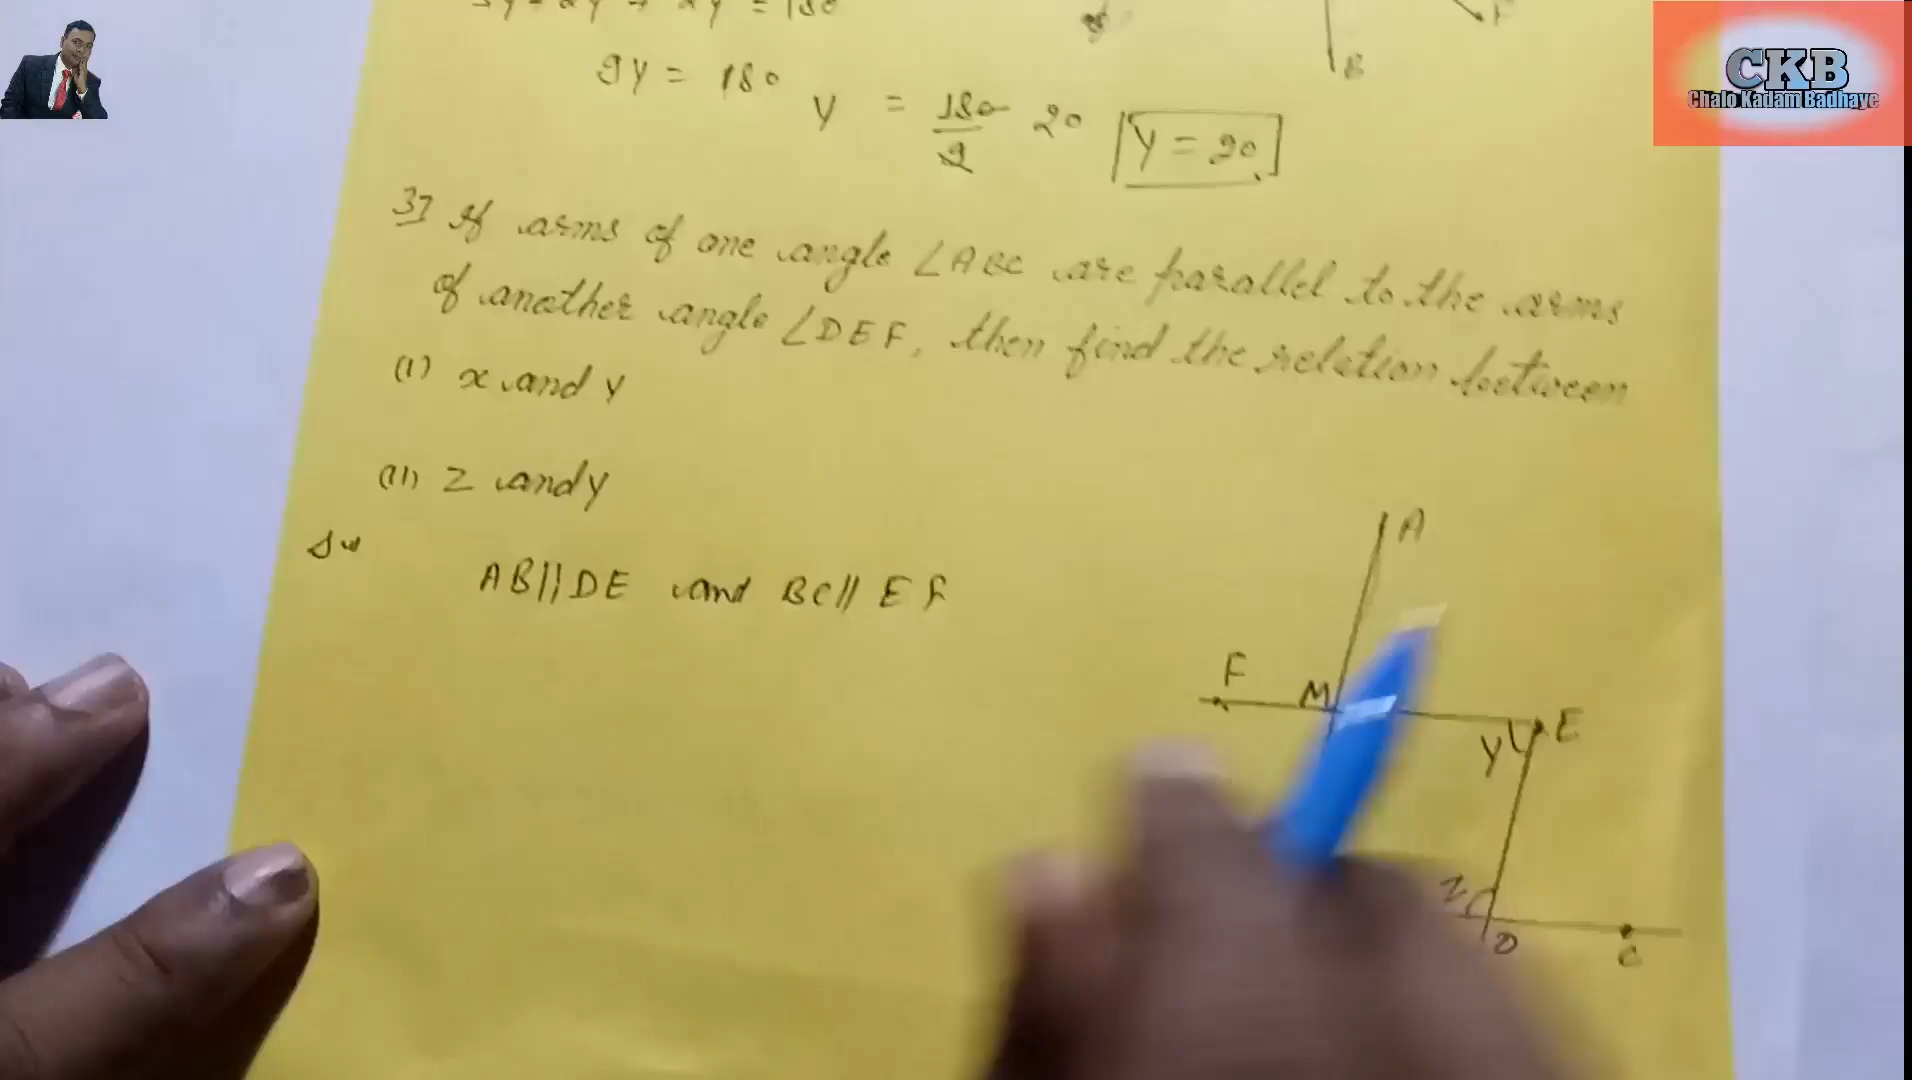 CKB
Chalo Kadam Badhaye
B
9y = 180
y = 180/9 20
y = 20
3] If arms of one angle ∠ABC are parallel to the arms
of another angle ∠DEF, then find the relation between
(i) x and y
(ii) z and y
AB||DE and BC|| EF
A
F M
E
y
z
D
C